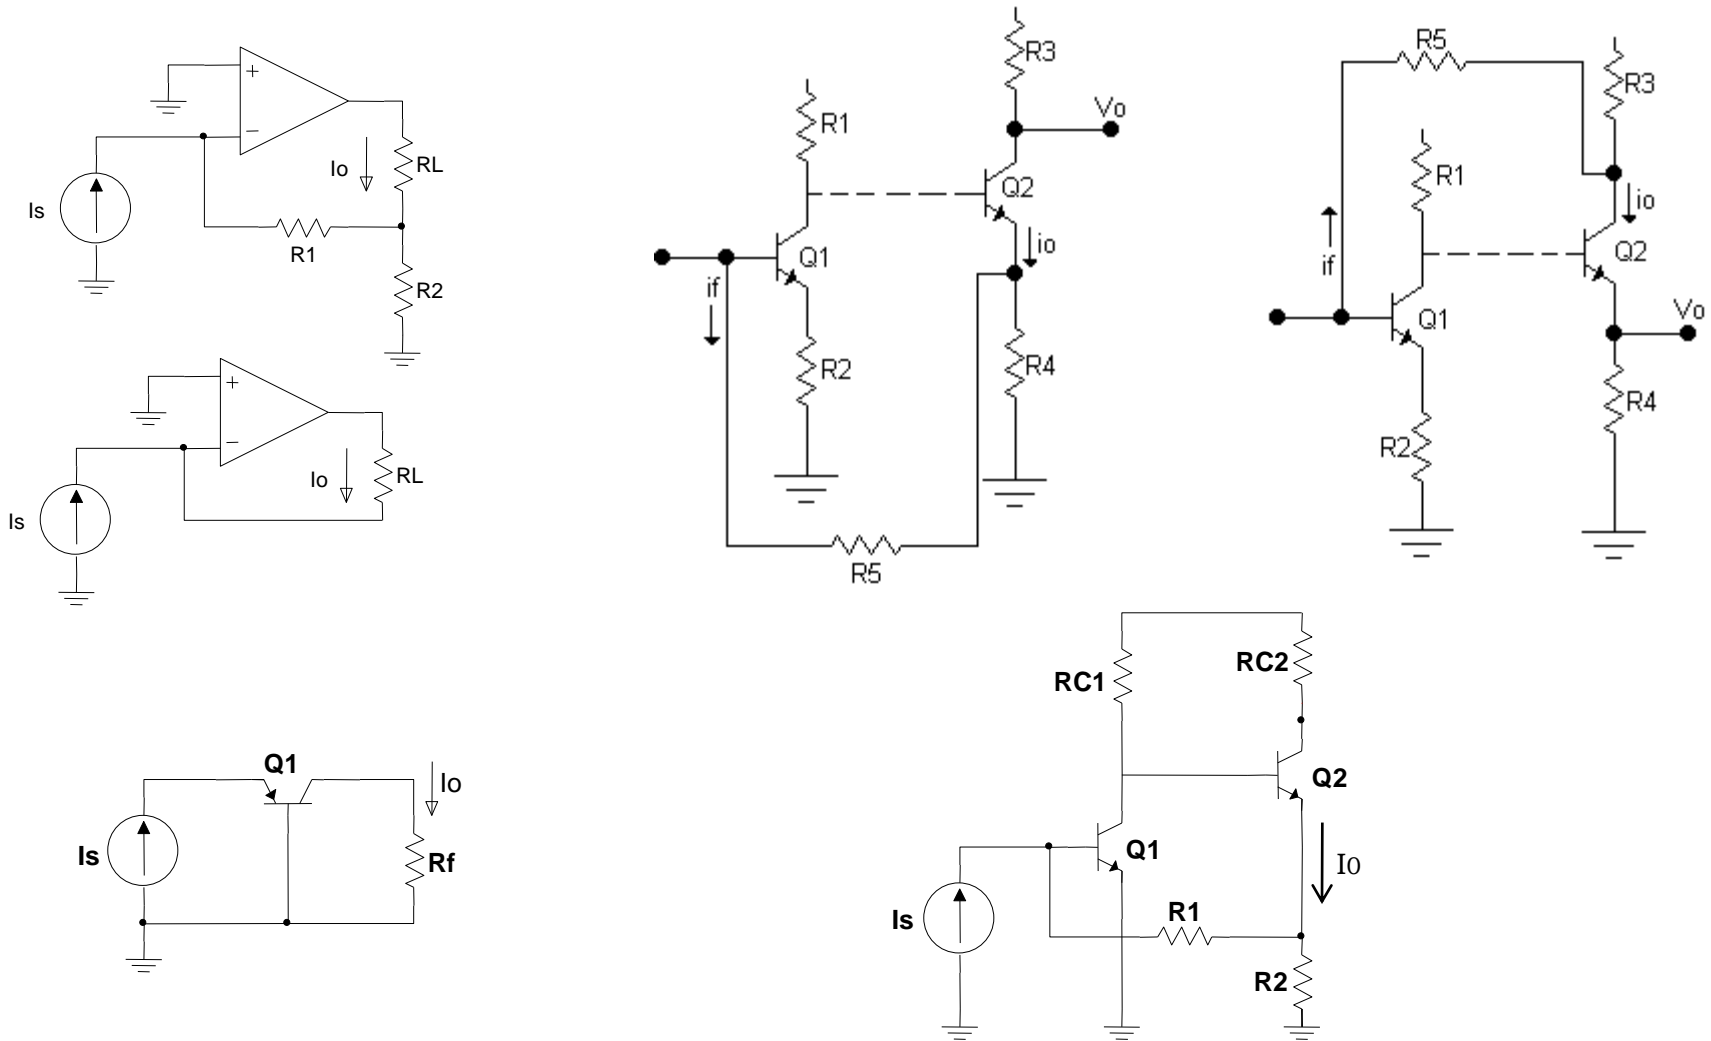 +
−
Is
Io
RL
R1
R2
+
−
Is
Io
RL
R1
R3
Vo
Q2
Q1
io
if
R2
R4
R5
R5
R3
R1
io
if
Q2
Q1
Vo
R2
R4
Q1
Io
Is
Rf
RC1
RC2
Q2
Q1
I0
Is
R1
R2